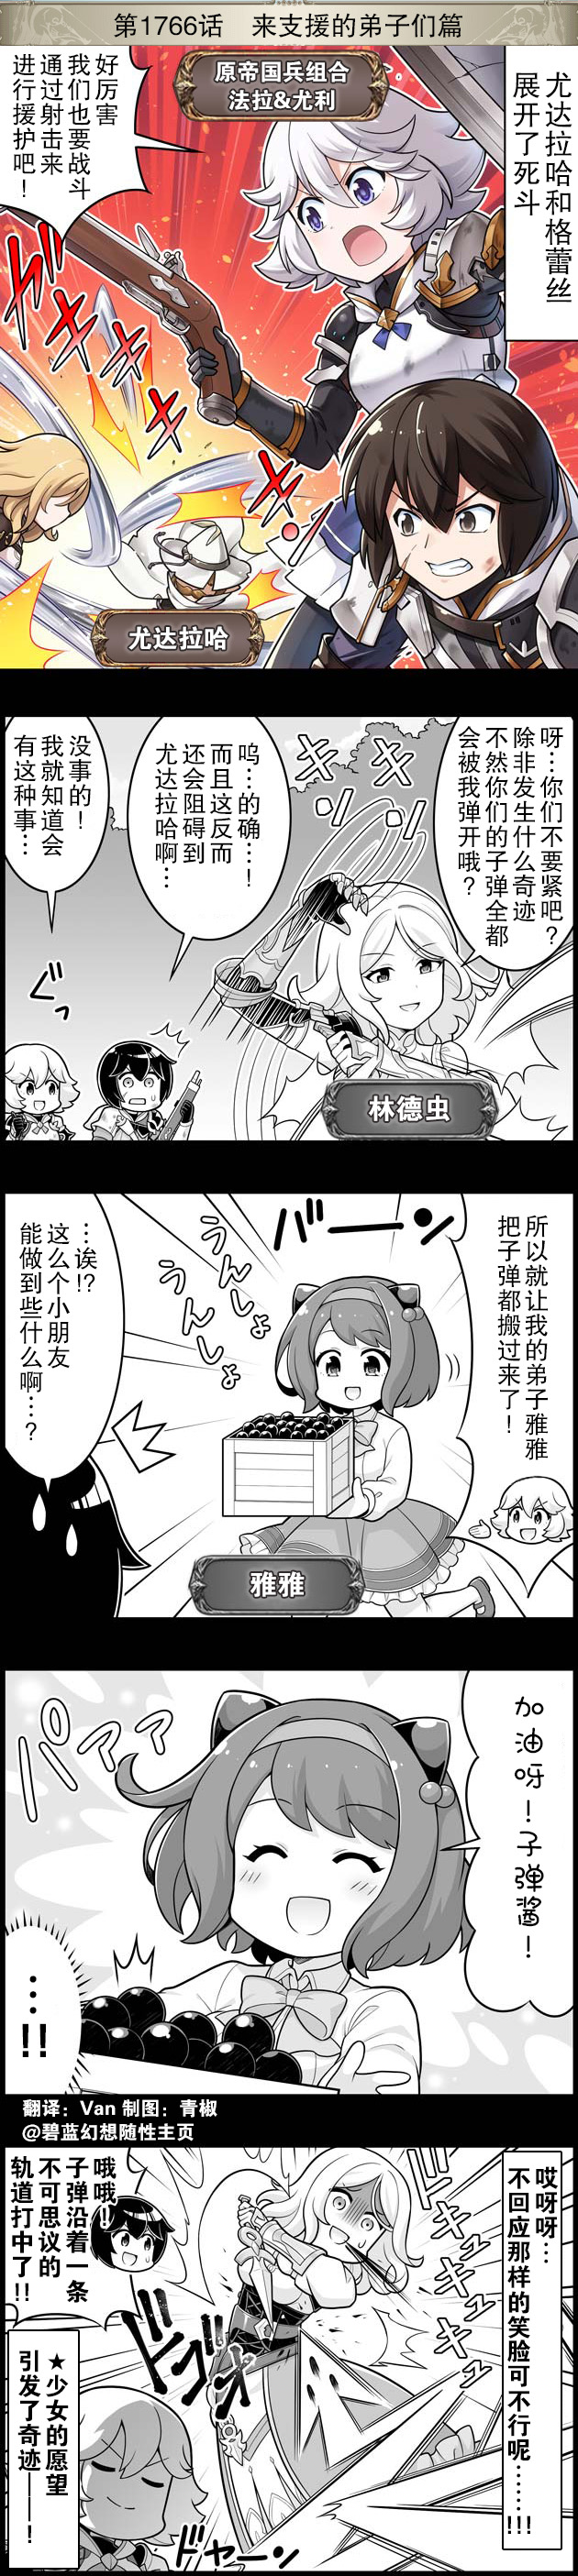 第1766话　来支援的弟子们篇
尤达拉哈和格蕾丝
展开了死斗
原帝国兵组合
法拉&尤利
好厉害
我们也要战斗
通过射击来
进行援护吧！
ギ
ギ
ギ
ギ
尤达拉哈
呀…你们不要紧吧？
除非发生什么奇迹
不然你们的子弹全都
会被我弹开哦？
キン
キン
呜…的确…！
而且这反而
还会阻碍到
尤达拉哈啊…
没事的！
我就知道会
有这种事…
ぐっ
林德虫
所以就让我的弟子雅雅
把子弹都搬过来了！
バーーン
うんしょ
うんしょ
…诶!?
这么个小朋友
能做到些什么啊…？
雅雅
加油呀！子弹酱！
パアァ
…!!
翻译：Van 制图：青椒
@碧蓝幻想随性主页
哎呀呀…
不回应那样的笑脸可不行呢……!!!
キュキュキュ
哦哦！
子弹沿着一条
不可思议的
轨道打中了!!
ドドオッ
★少女的愿望
引发了奇迹——！
ドヤーン